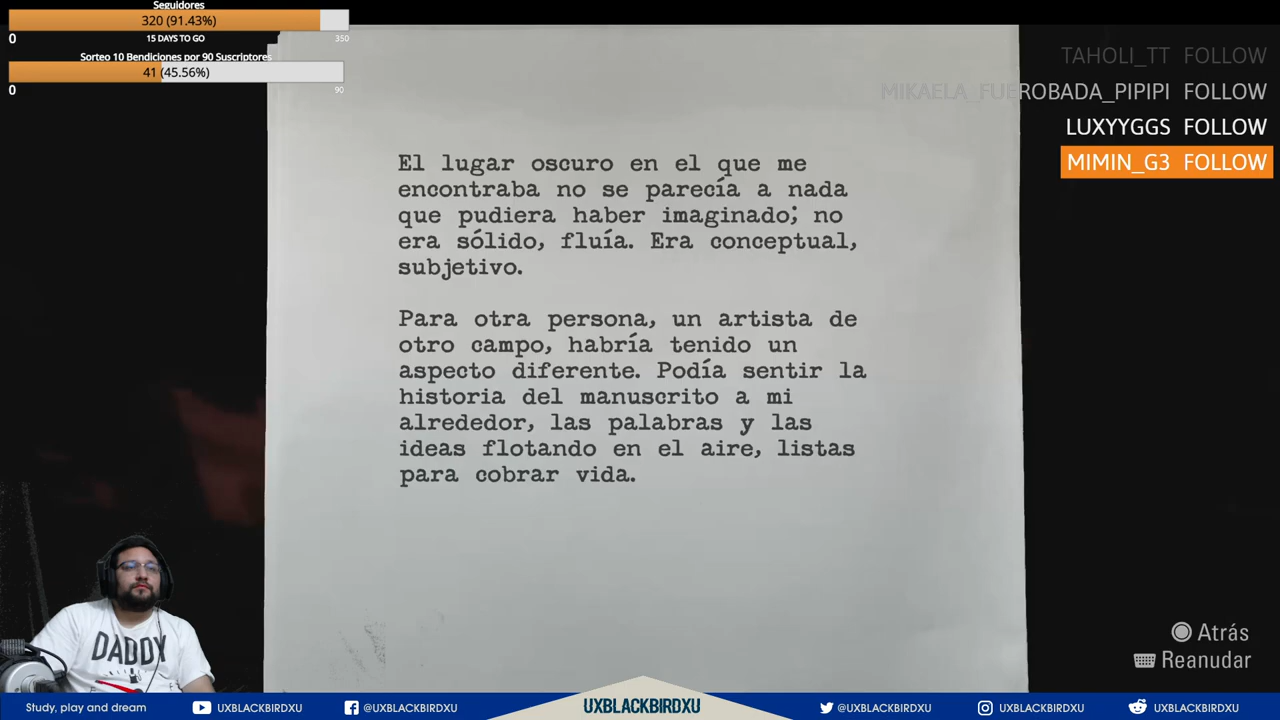 Seguidores
320 (91.43%)
0
15 DAYS TO GO
350
Sorteo 10 Bendiciones por 90 Suscriptores
41 (45.56%)
0
90
TAHOLI_TT FOLLOW
MIKAELA_FUEROBADA_PIPIPI FOLLOW
LUXYYGGS FOLLOW
MIMIN_G3 FOLLOW
El lugar oscuro en el que me
encontraba no se parecía a nada
que pudiera haber imaginado; no
era sólido, fluía. Era conceptual,
subjetivo.
Para otra persona, un artista de
otro campo, habría tenido un
aspecto diferente. Podía sentir la
historia del manuscrito a mi
alrededor, las palabras y las
ideas flotando en el aire, listas
para cobrar vida.
DADDY
Atrás
Reanudar
Study, play and dream
UXBLACKBIRDXU
@UXBLACKBIRDXU
UXBLACKBIRDXU
@UXBLACKBIRDXU
UXBLACKBIRDXU
UXBLACKBIRDXU